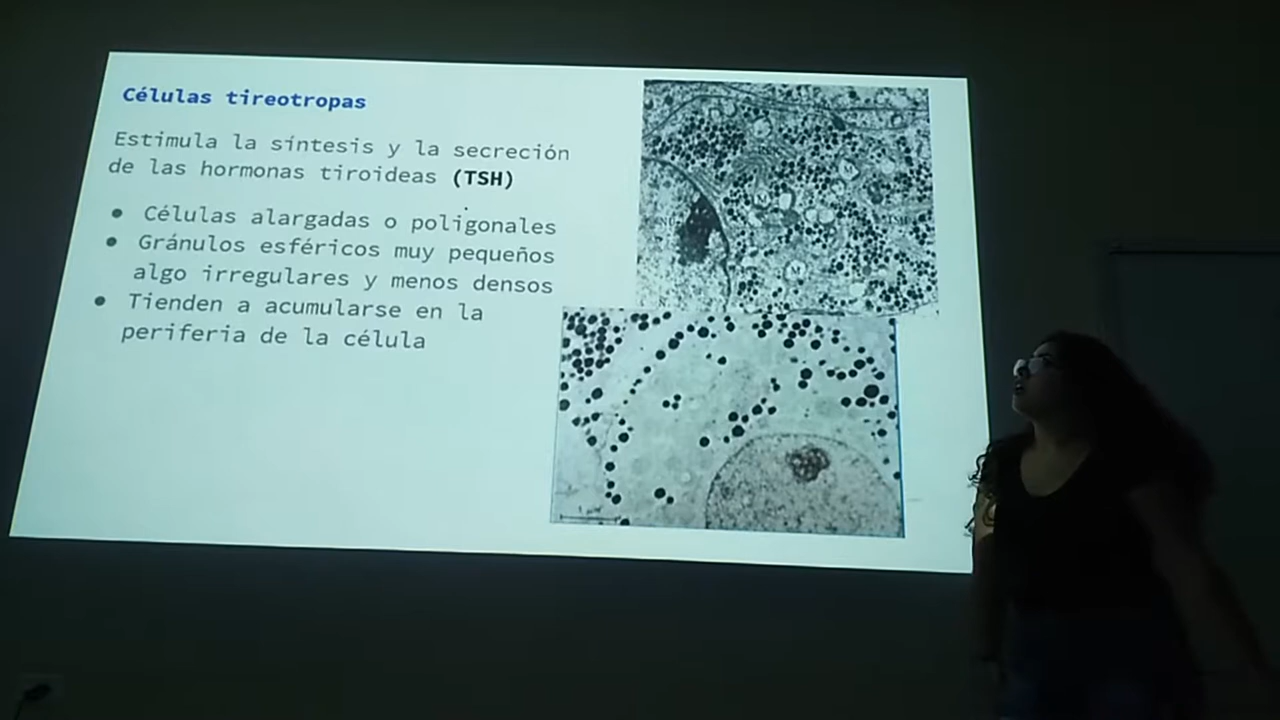 Células tireotropas
Estimula la síntesis y la secreción
de las hormonas tiroideas (TSH)
● Células alargadas o poligonales
● Gránulos esféricos muy pequeños
algo irregulares y menos densos
● Tienden a acumularse en la
periferia de la célula
M
M
M